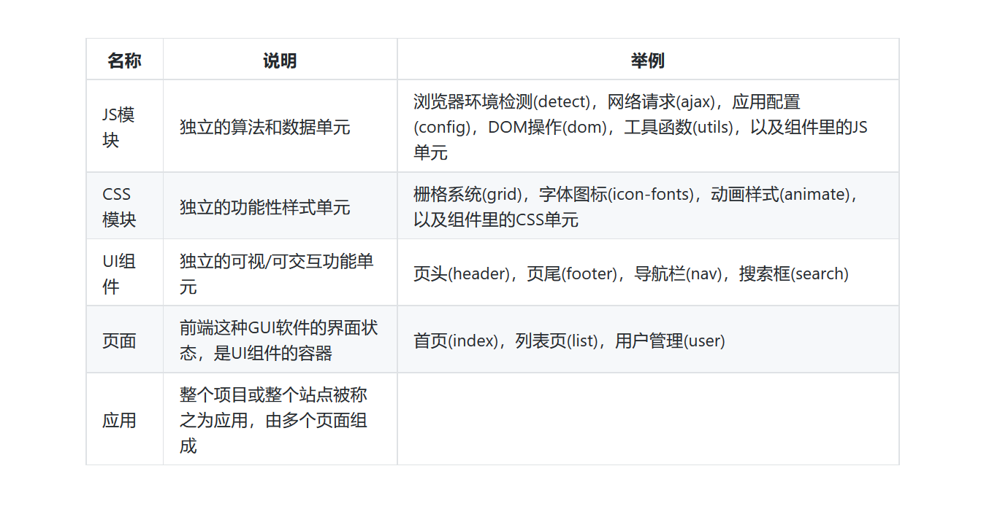 名称 说明 举例
JS模
块
独立的算法和数据单元
浏览器环境检测(detect)，网络请求(ajax)，应用配置
(config)，DOM操作(dom)，工具函数(utils)，以及组件里的JS
单元
CSS
模块
独立的功能性样式单元
栅格系统(grid)，字体图标(icon-fonts)，动画样式(animate)，
以及组件里的CSS单元
UI组
件
独立的可视/可交互功能单
元
页头(header)，页尾(footer)，导航栏(nav)，搜索框(search)
页面
前端这种GUI软件的界面状
态，是UI组件的容器
首页(index)，列表页(list)，用户管理(user)
应用
整个项目或整个站点被称
之为应用，由多个页面组
成